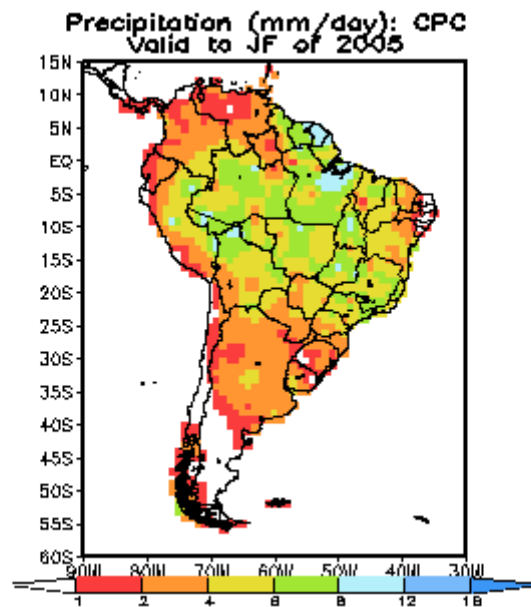 Precipitation (mm/day): CPC
Valid to JF of 2005
15N
10N
5N
EQ
5S
10S
15S
20S
25S
30S
35S
40S
45S
50S
55S
60S
90W 80W 70W 60W 50W 40W 30W
1 2 4 6 8 12 16